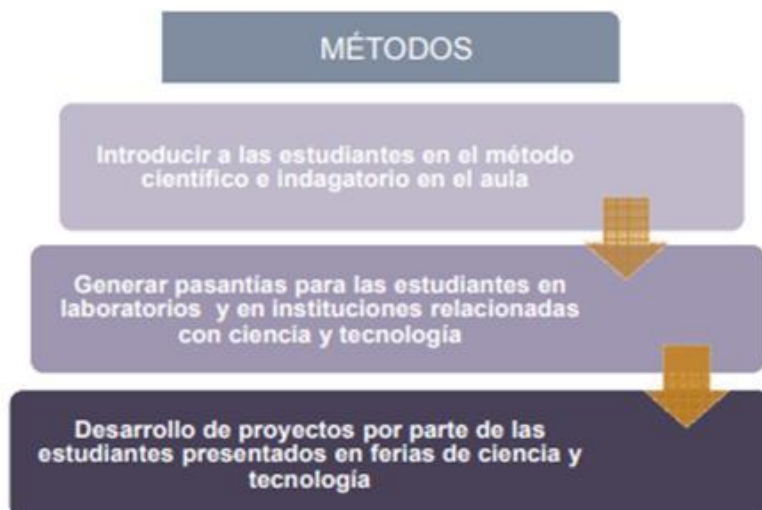 MÉTODOS
Introducir a las estudiantes en el método
científico e indagatorio en el aula
Generar pasantías para las estudiantes en
laboratorios y en instituciones relacionadas
con ciencia y tecnología
Desarrollo de proyectos por parte de las
estudiantes presentados en ferias de ciencia y
tecnología